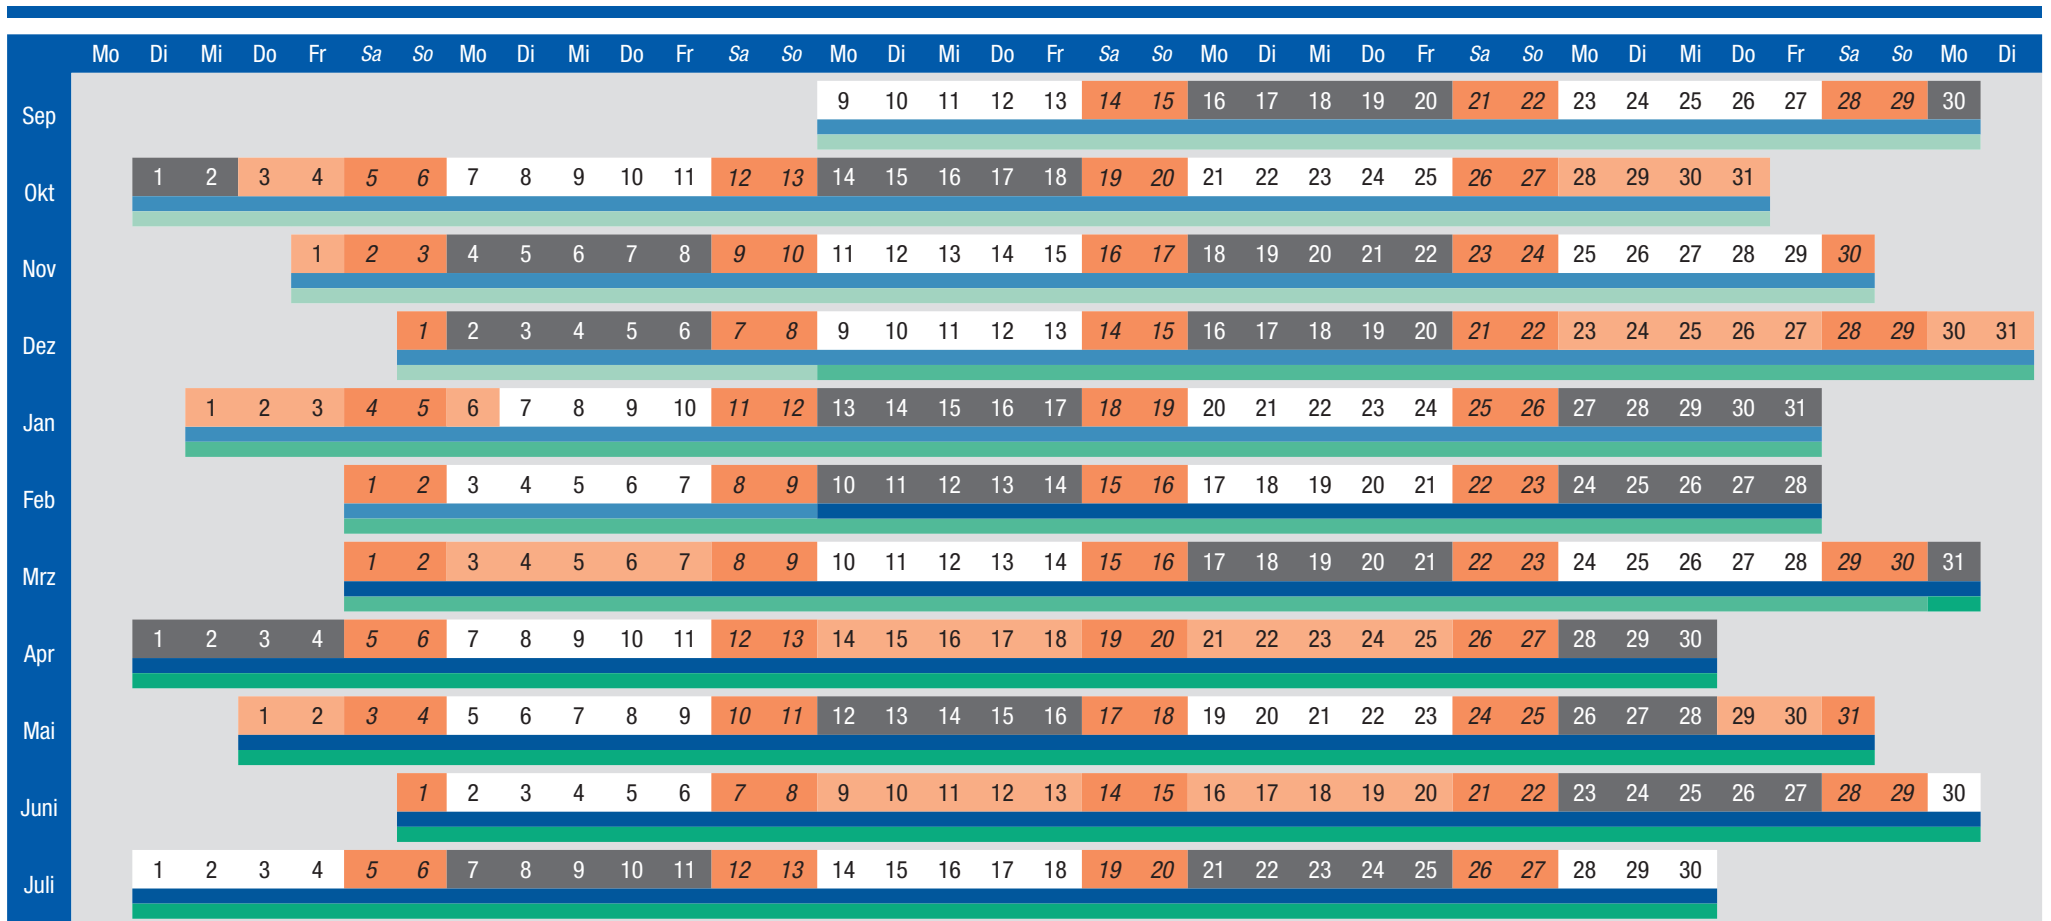 Mo Di Mi Do Fr Sa So Mo Di Mi Do Fr Sa So Mo Di Mi Do Fr Sa So Mo Di Mi Do Fr Sa So Mo Di Mi Do Fr Sa So Mo Di
Sep 9 10 11 12 13 14 15 16 17 18 19 20 21 22 23 24 25 26 27 28 29 30
Okt 1 2 3 4 5 6 7 8 9 10 11 12 13 14 15 16 17 18 19 20 21 22 23 24 25 26 27 28 29 30 31
Nov 1 2 3 4 5 6 7 8 9 10 11 12 13 14 15 16 17 18 19 20 21 22 23 24 25 26 27 28 29 30
Dez 1 2 3 4 5 6 7 8 9 10 11 12 13 14 15 16 17 18 19 20 21 22 23 24 25 26 27 28 29 30 31
Jan 1 2 3 4 5 6 7 8 9 10 11 12 13 14 15 16 17 18 19 20 21 22 23 24 25 26 27 28 29 30 31
Feb 1 2 3 4 5 6 7 8 9 10 11 12 13 14 15 16 17 18 19 20 21 22 23 24 25 26 27 28
Mrz 1 2 3 4 5 6 7 8 9 10 11 12 13 14 15 16 17 18 19 20 21 22 23 24 25 26 27 28 29 30 31
Apr 1 2 3 4 5 6 7 8 9 10 11 12 13 14 15 16 17 18 19 20 21 22 23 24 25 26 27 28 29 30
Mai 1 2 3 4 5 6 7 8 9 10 11 12 13 14 15 16 17 18 19 20 21 22 23 24 25 26 27 28 29 30 31
Juni 1 2 3 4 5 6 7 8 9 10 11 12 13 14 15 16 17 18 19 20 21 22 23 24 25 26 27 28 29 30
Juli 1 2 3 4 5 6 7 8 9 10 11 12 13 14 15 16 17 18 19 20 21 22 23 24 25 26 27 28 29 30